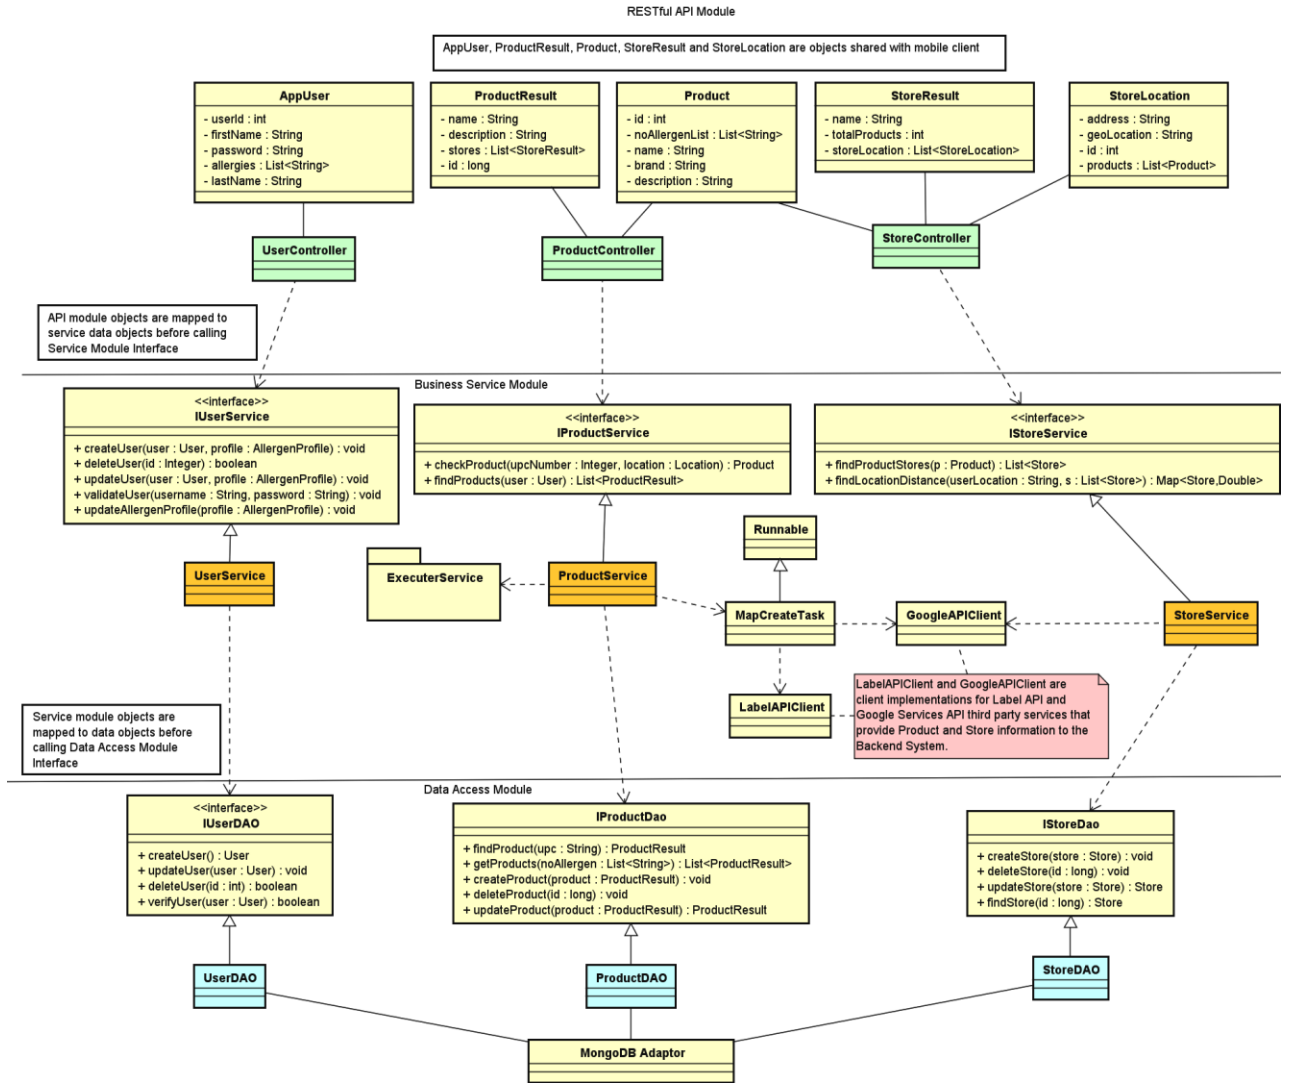 RESTful API Module
AppUser, ProductResult, Product, StoreResult and StoreLocation are objects shared with mobile client
AppUser
- userId : int
- firstName : String
- password : String
- allergies : List<String>
- lastName : String
ProductResult
- name : String
- description : String
- stores : List<StoreResult>
- id : long
Product
- id : int
- noAllergenList : List<String>
- name : String
- brand : String
- description : String
StoreResult
- name : String
- totalProducts : int
- storeLocation : List<StoreLocation>
StoreLocation
- address : String
- geoLocation : String
- id : int
- products : List<Product>
UserController
ProductController
StoreController
API module objects are mapped to
service data objects before calling
Service Module Interface
Business Service Module
<<interface>>
IUserService
+ createUser(user : User, profile : AllergenProfile) : void
+ deleteUser(id : Integer) : boolean
+ updateUser(user : User, profile : AllergenProfile) : void
+ validateUser(username : String, password : String) : void
+ updateAllergenProfile(profile : AllergenProfile) : void
<<interface>>
IProductService
+ checkProduct(upcNumber : Integer, location : Location) : Product
+ findProducts(user : User) : List<ProductResult>
<<interface>>
IStoreService
+ findProductStores(p : Product) : List<Store>
+ findLocationDistance(userLocation : String, s : List<Store>) : Map<Store,Double>
Runnable
UserService
ExecuterService
ProductService
MapCreateTask
GoogleAPIClient
StoreService
LabelAPIClient
LabelAPIClient and GoogleAPIClient are
client implementations for Label API and
Google Services API third party services that
provide Product and Store information to the
Backend System.
Service module objects are
mapped to data objects before
calling Data Access Module
Interface
Data Access Module
<<interface>>
IUserDAO
+ createUser() : User
+ updateUser(user : User) : void
+ deleteUser(id : int) : boolean
+ verifyUser(user : User) : boolean
IProductDao
+ findProduct(upc : String) : ProductResult
+ getProducts(noAllergen : List<String>) : List<ProductResult>
+ createProduct(product : ProductResult) : void
+ deleteProduct(id : long) : void
+ updateProduct(product : ProductResult) : ProductResult
IStoreDao
+ createStore(store : Store) : void
+ deleteStore(id : long) : void
+ updateStore(store : Store) : Store
+ findStore(id : long) : Store
UserDAO
ProductDAO
StoreDAO
MongoDB Adaptor